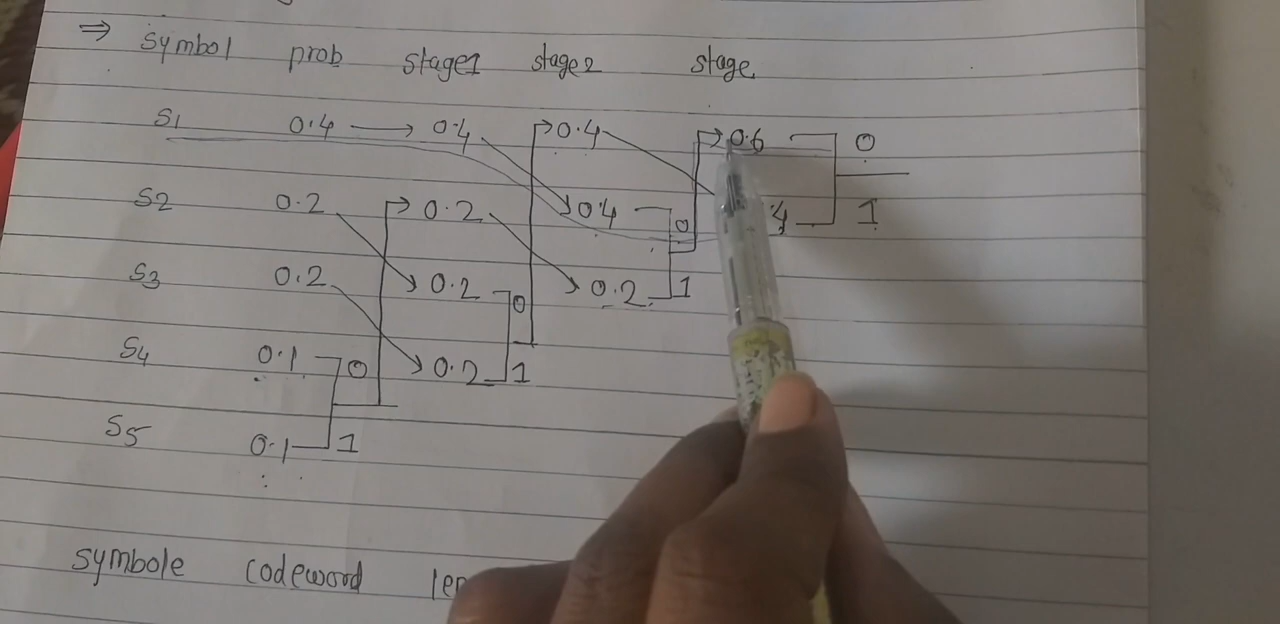 ⇒ symbol prob stage1 stage2 stage
S1 0.4 → 0.4 0.4 0.6 0
S2 0.2 0.2 0.4 0 .4 1
S3 0.2 0.2 0 0.2 1
S4 0.1 0 0.2 1
S5 0.1 1
symbole codeword